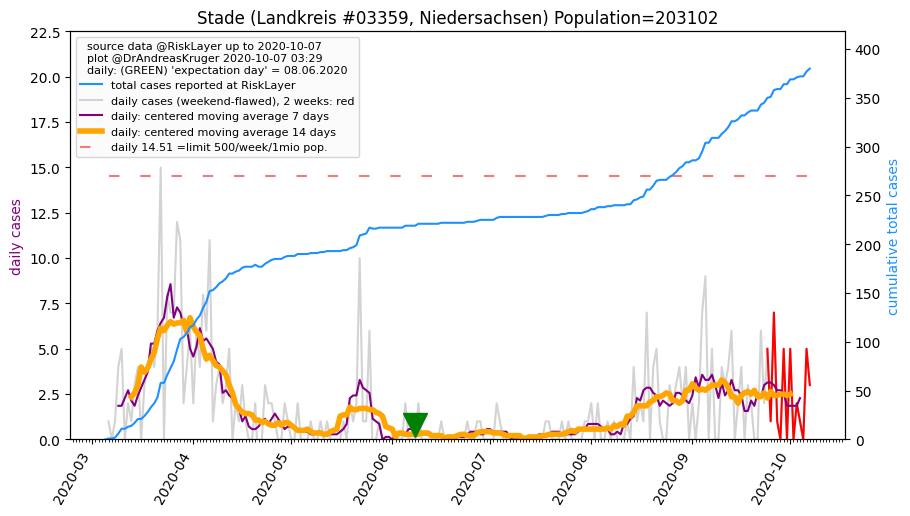 Stade (Landkreis #03359, Niedersachsen) Population=203102
source data @RiskLayer up to 2020-10-07
plot @DrAndreasKruger 2020-10-07 03:29
daily: (GREEN) 'expectation day' = 08.06.2020
total cases reported at RiskLayer
daily cases (weekend-flawed), 2 weeks: red
daily: centered moving average 7 days
daily: centered moving average 14 days
daily 14.51 =limit 500/week/1mio pop.
daily cases
22.5
20.0
17.5
15.0
12.5
10.0
7.5
5.0
2.5
0.0
cumulative total cases
400
350
300
250
200
150
100
50
0
2020-03
2020-04
2020-05
2020-06
2020-07
2020-08
2020-09
2020-10